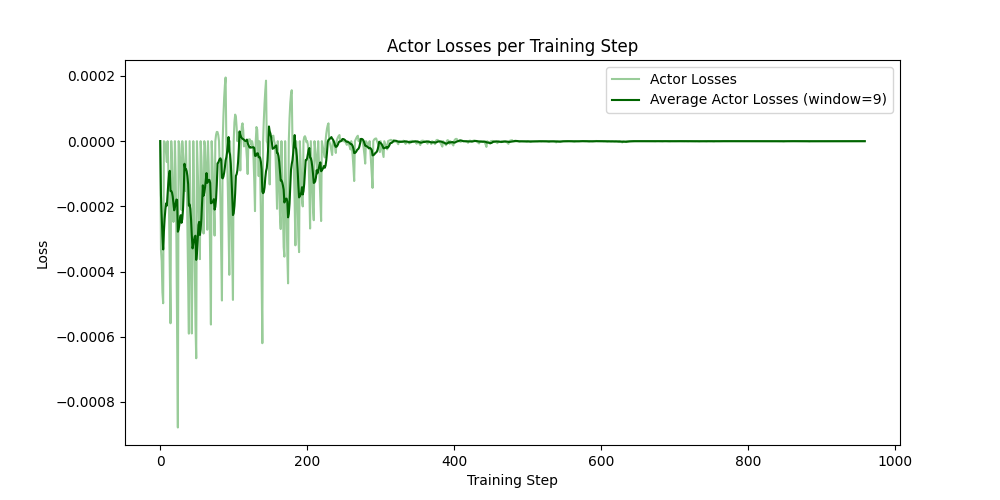 Actor Losses per Training Step
Actor Losses
Average Actor Losses (window=9)
Loss
0.0002
0.0000
−0.0002
−0.0004
−0.0006
−0.0008
0 200 400 600 800 1000
Training Step